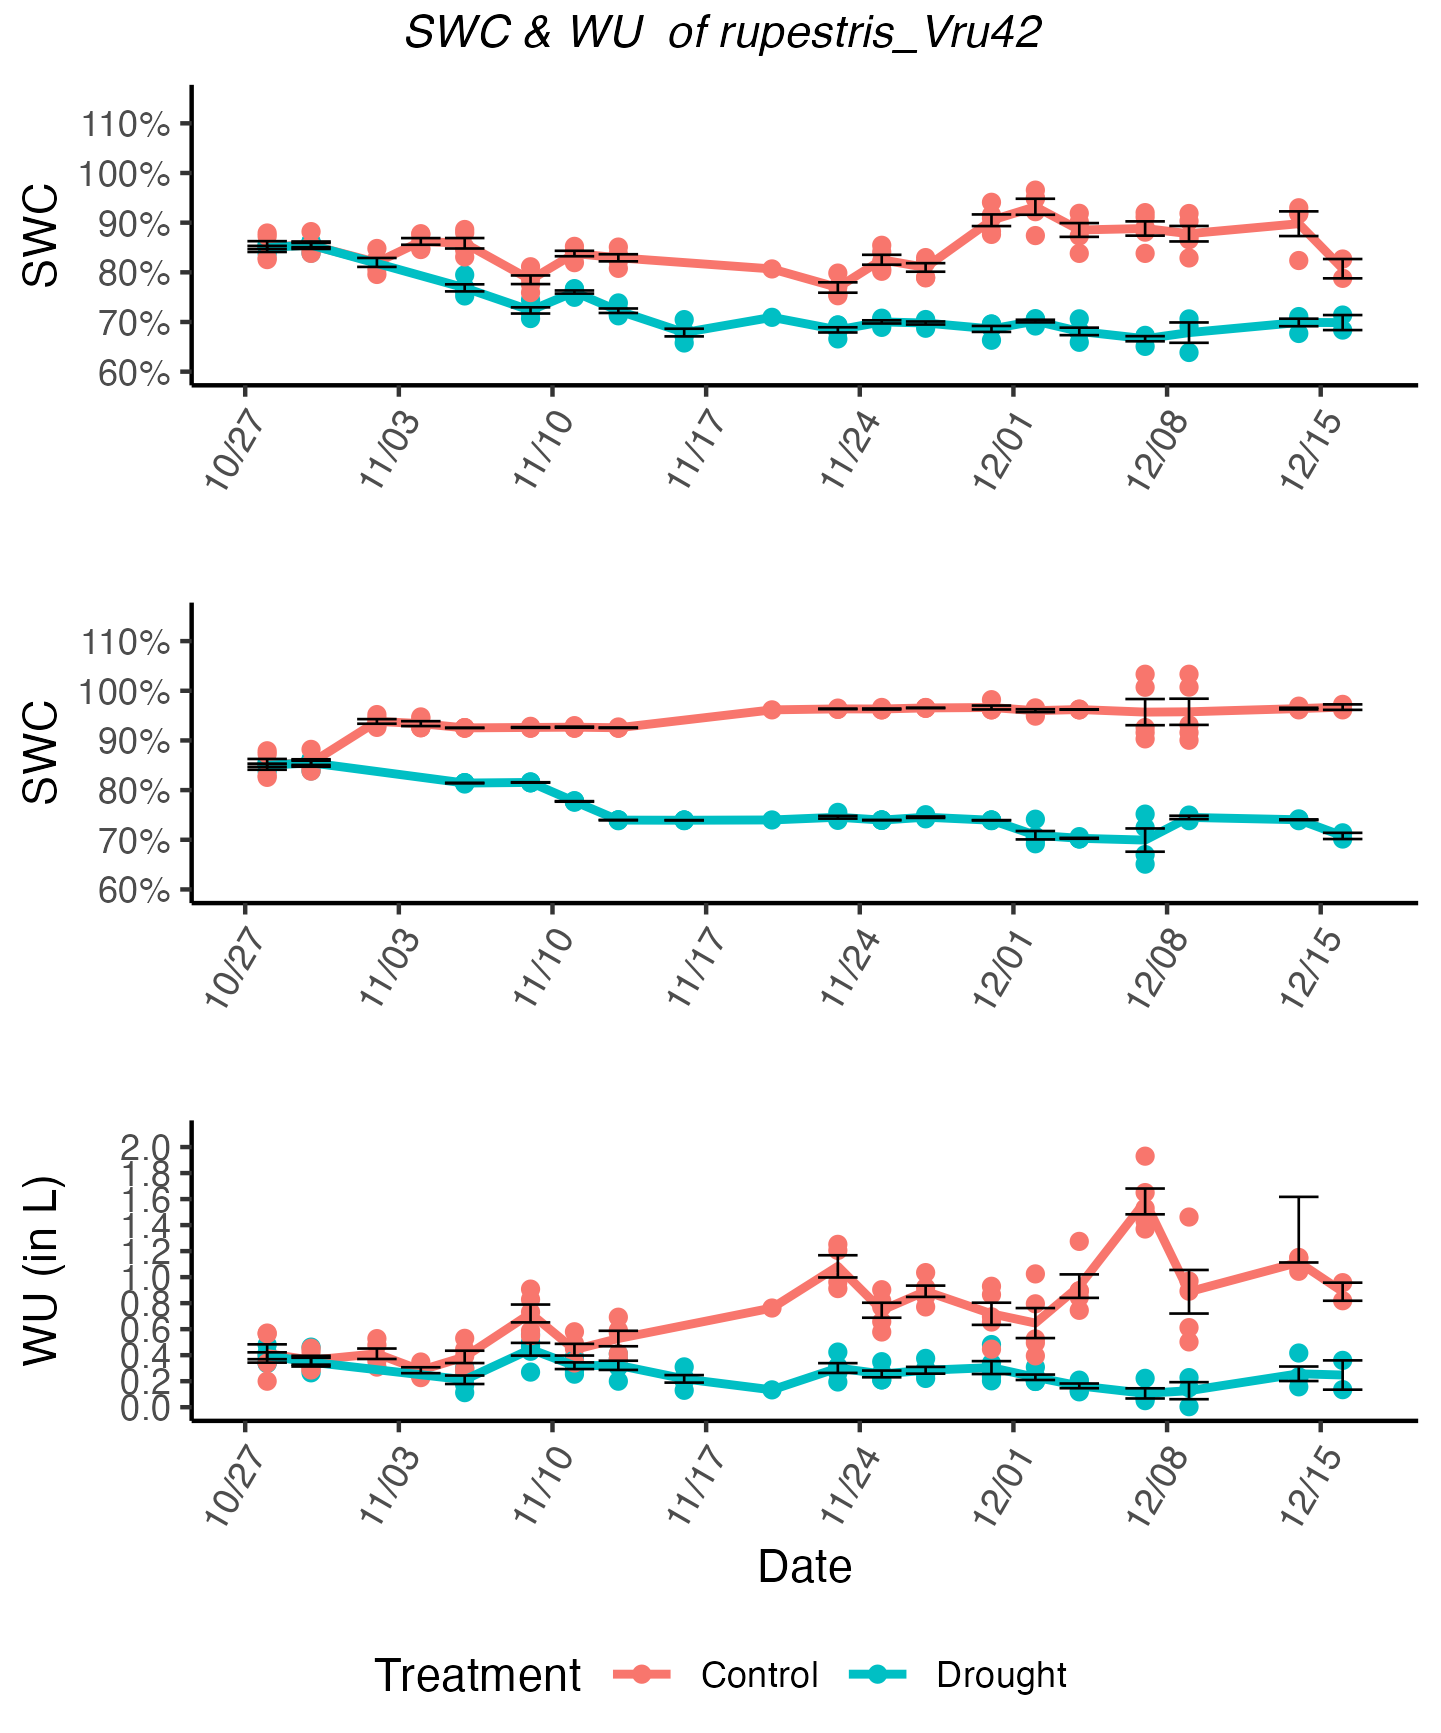 SWC & WU of rupestris_Vru42
SWC
110%
100%
90%
80%
70%
60%
10/27 11/03 11/10 11/17 11/24 12/01 12/08 12/15
SWC
110%
100%
90%
80%
70%
60%
10/27 11/03 11/10 11/17 11/24 12/01 12/08 12/15
WU (in L)
2.0
1.8
1.6
1.4
1.2
1.0
0.8
0.6
0.4
0.2
0.0
10/27 11/03 11/10 11/17 11/24 12/01 12/08 12/15
Date
Treatment Control Drought